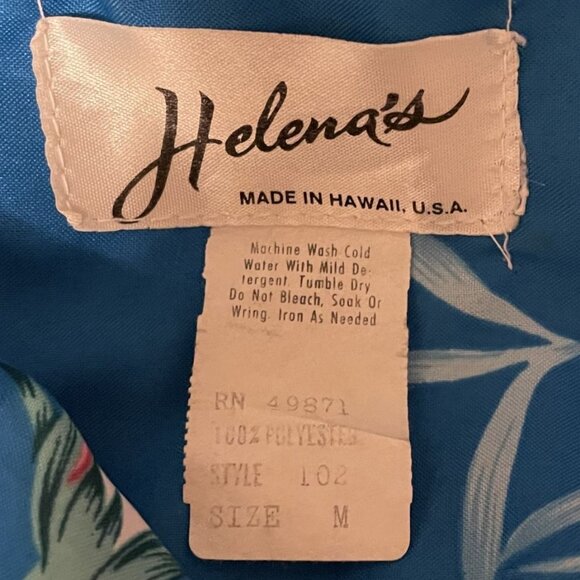 Helena's
MADE IN HAWAII, U.S.A.
Machine Wash Cold
Water With Mild De-
tergent. Tumble Dry
Do Not Bleach, Soak Or
Wring. Iron As Needed
RN 49871
100% POLYESTER
STYLE 102
SIZE M